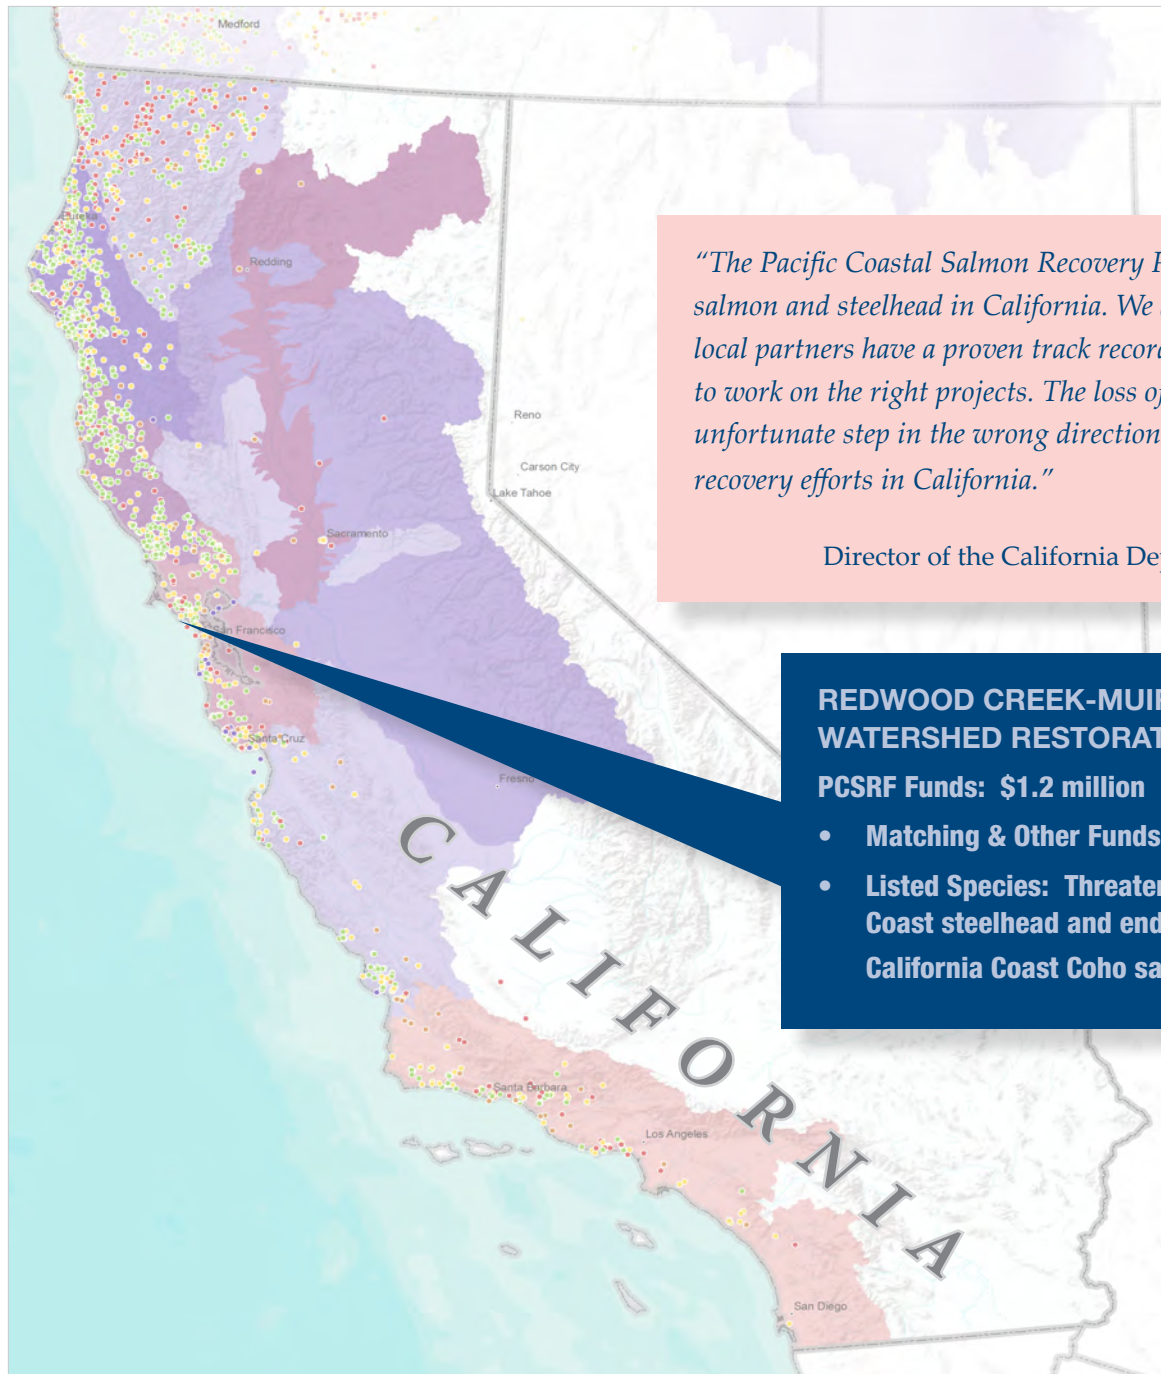 Medford
Eureka
Redding
Reno
Carson City
Lake Tahoe
Sacramento
San Francisco
Santa Cruz
Fresno
CALIFORNIA
Santa Barbara
Los Angeles
San Diego
“The Pacific Coastal Salmon Recovery
salmon and steelhead in California. We
local partners have a proven track recor
to work on the right projects. The loss of
unfortunate step in the wrong direction
recovery efforts in California.”
Director of the California De
REDWOOD CREEK-MUI
WATERSHED RESTORAT
PCSRF Funds: $1.2 million
• Matching & Other Funds
• Listed Species: Threate
Coast steelhead and end
California Coast Coho sa